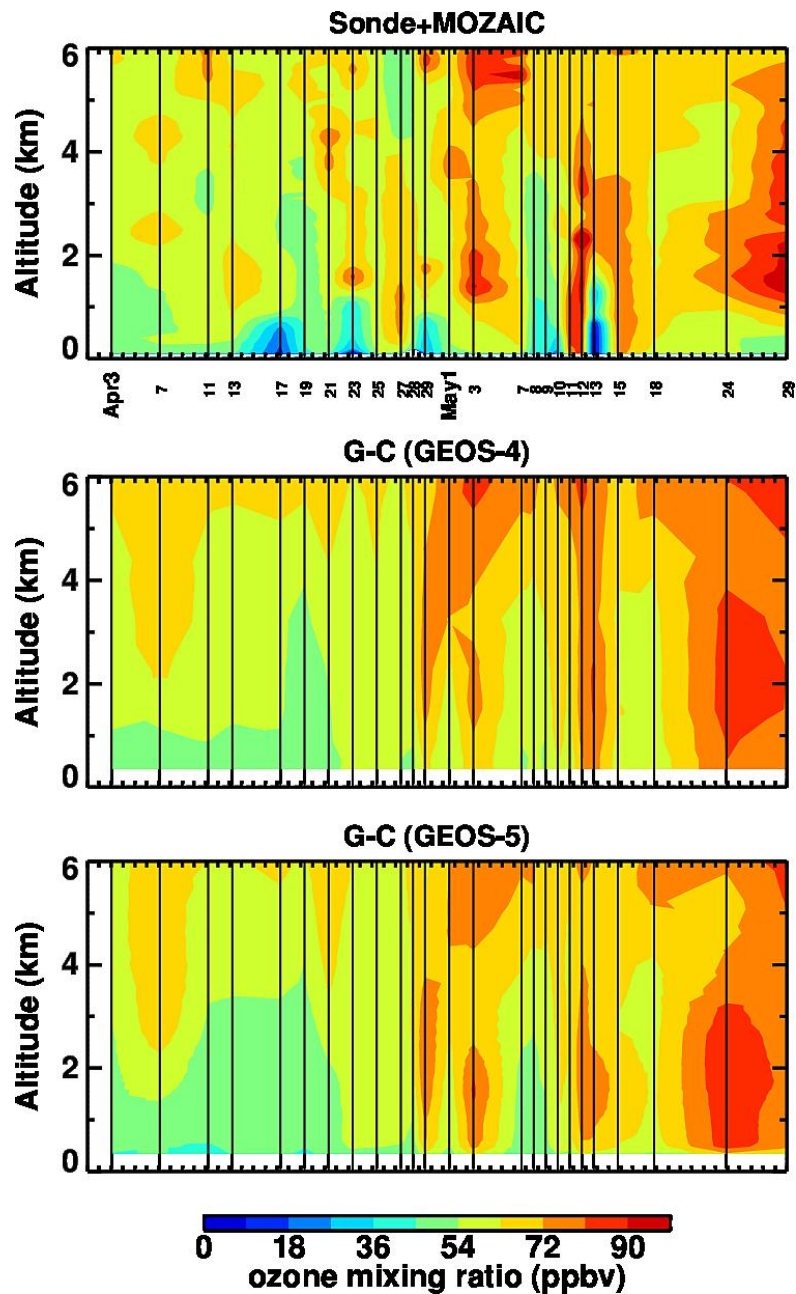 Sonde+MOZAIC
6
4
2
0
Altitude (km)
Apr3 7 11 13 17 19 21 23 25 27 28 29 May1 3 7 8 9 10 11 12 13 15 18 24 29
G-C (GEOS-4)
6
4
2
0
Altitude (km)
G-C (GEOS-5)
6
4
2
0
Altitude (km)
0 18 36 54 72 90
ozone mixing ratio (ppbv)